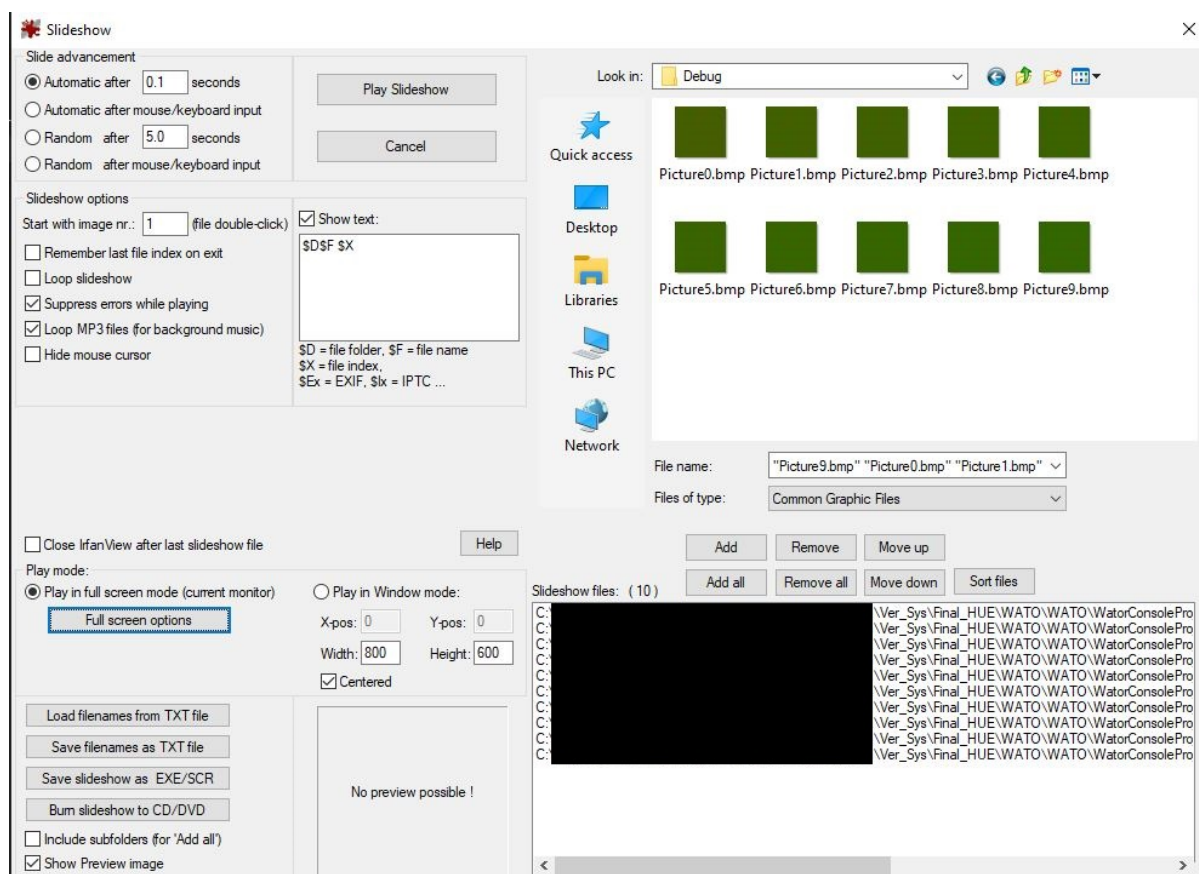 Slideshow
Slide advancement
Automatic after 0.1 seconds
Automatic after mouse/keyboard input
Random after 5.0 seconds
Random after mouse/keyboard input
Play Slideshow
Cancel
Slideshow options
Start with image nr.: 1 (file double-click)
Remember last file index on exit
Loop slideshow
Suppress errors while playing
Loop MP3 files (for background music)
Hide mouse cursor
Show text:
$D$F $X
$D = file folder, $F = file name
$X = file index,
$Ex = EXIF, $Ix = IPTC ...
Close IrfanView after last slideshow file
Help
Play mode:
Play in full screen mode (current monitor)
Full screen options
Play in Window mode:
X-pos: 0 Y-pos: 0
Width: 800 Height: 600
Centered
Load filenames from TXT file
Save filenames as TXT file
Save slideshow as EXE/SCR
Burn slideshow to CD/DVD
Include subfolders (for 'Add all')
Show Preview image
No preview possible !
Look in: Debug
Quick access
Desktop
Libraries
This PC
Network
Picture0.bmp Picture1.bmp Picture2.bmp Picture3.bmp Picture4.bmp
Picture5.bmp Picture6.bmp Picture7.bmp Picture8.bmp Picture9.bmp
File name: "Picture9.bmp" "Picture0.bmp" "Picture1.bmp"
Files of type: Common Graphic Files
Add Remove Move up
Slideshow files: ( 10 ) Add all Remove all Move down Sort files
C:\ \Ver_Sys\Final_HUE\WATO\WATO\WatorConsolePro
C:\ \Ver_Sys\Final_HUE\WATO\WATO\WatorConsolePro
C:\ \Ver_Sys\Final_HUE\WATO\WATO\WatorConsolePro
C:\ \Ver_Sys\Final_HUE\WATO\WATO\WatorConsolePro
C:\ \Ver_Sys\Final_HUE\WATO\WATO\WatorConsolePro
C:\ \Ver_Sys\Final_HUE\WATO\WATO\WatorConsolePro
C:\ \Ver_Sys\Final_HUE\WATO\WATO\WatorConsolePro
C:\ \Ver_Sys\Final_HUE\WATO\WATO\WatorConsolePro
C:\ \Ver_Sys\Final_HUE\WATO\WATO\WatorConsolePro
C:\ \Ver_Sys\Final_HUE\WATO\WATO\WatorConsolePro